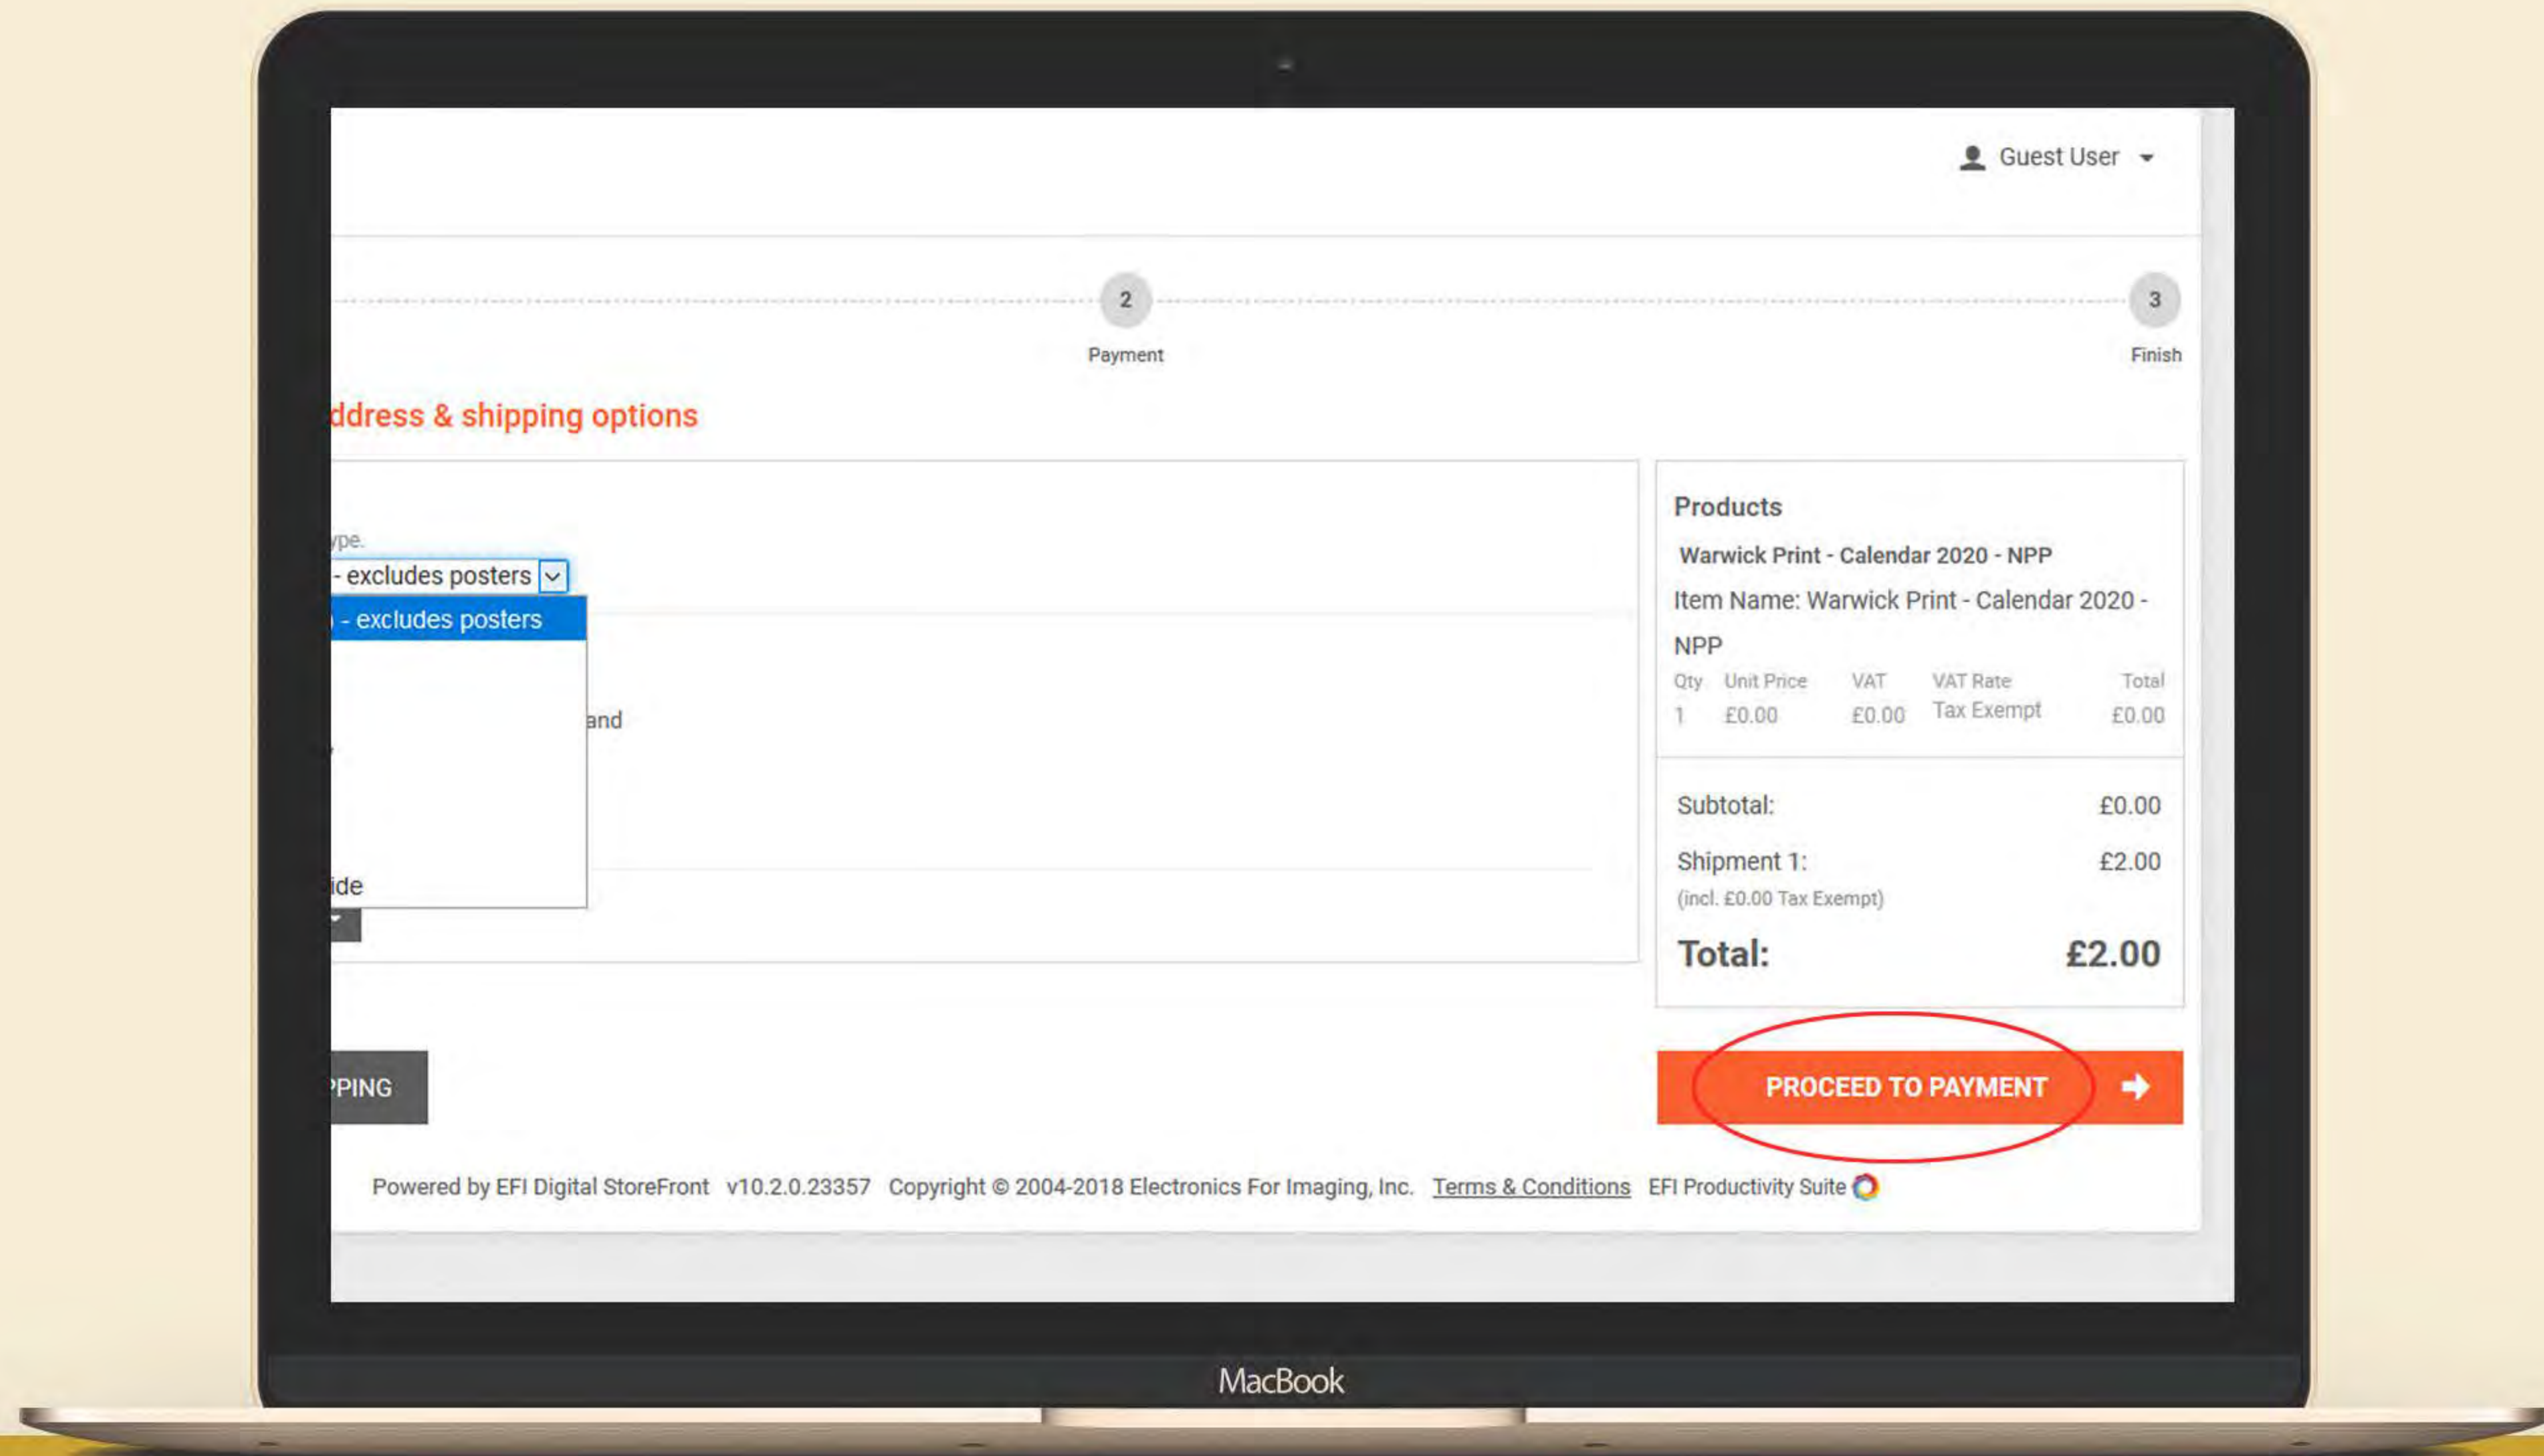 Guest User
2
3
Payment
Finish
ddress & shipping options
Products
ype.
Warwick Print - Calendar 2020 - NPP
- excludes posters
Item Name: Warwick Print - Calendar 2020 -
- excludes posters
NPP
Qty Unit Price VAT VAT Rate Total
1 £0.00 £0.00 Tax Exempt £0.00
and
Subtotal: £0.00
Shipment 1: £2.00
ide
(incl. £0.00 Tax Exempt)
Total: £2.00
PPING
PROCEED TO PAYMENT
Powered by EFI Digital StoreFront v10.2.0.23357 Copyright © 2004-2018 Electronics For Imaging, Inc. Terms & Conditions EFI Productivity Suite
MacBook